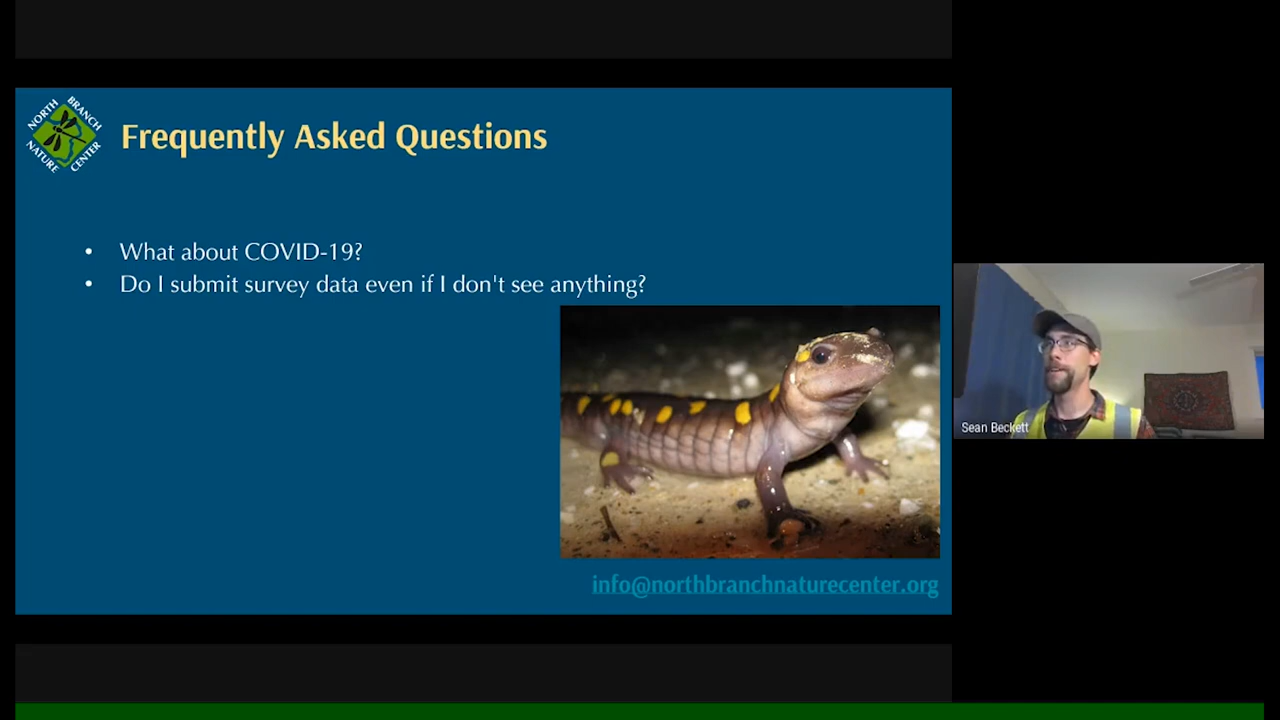 NORTH BRANCH
NATURE CENTER
Frequently Asked Questions
• What about COVID-19?
• Do I submit survey data even if I don't see anything?
info@northbranchnaturecenter.org
Sean Beckett